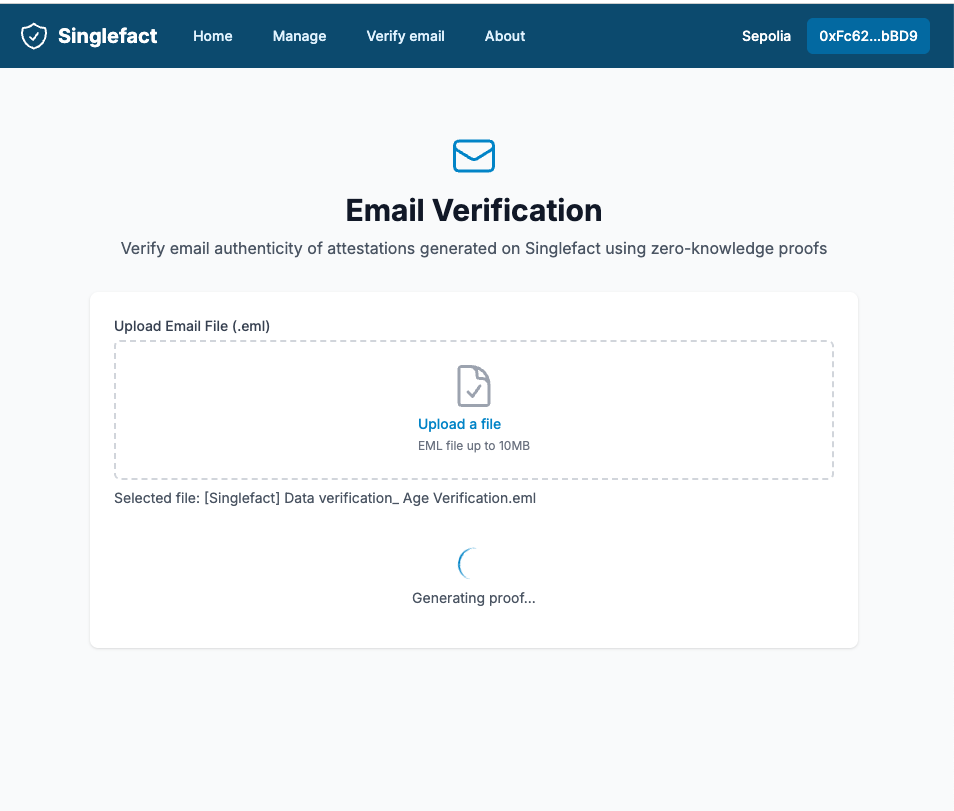 Singlefact Home Manage Verify email About Sepolia 0xFc62...bBD9
Email Verification
Verify email authenticity of attestations generated on Singlefact using zero-knowledge proofs
Upload Email File (.eml)
Upload a file
EML file up to 10MB
Selected file: [Singlefact] Data verification_ Age Verification.eml
Generating proof...